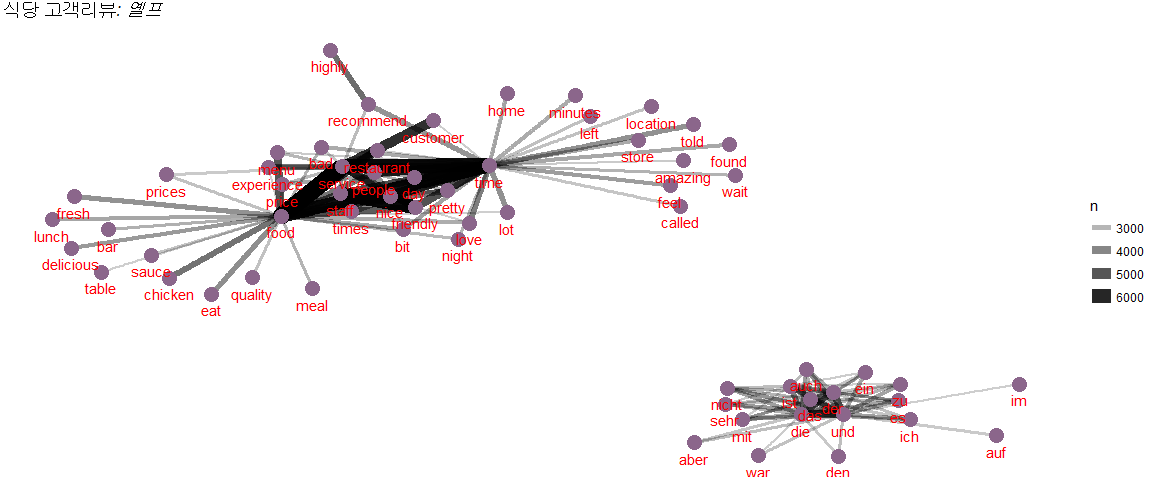 식당 고객리뷰: 옐프
highly
recommend
customer
home
minutes
left
location
told
store
found
amazing
wait
feel
called
time
menu
bad
restaurant
experience
service
people
day
price
prices
staff
nice
pretty
food
times
friendly
bit
love
lot
night
fresh
lunch
bar
delicious
sauce
table
chicken
eat
quality
meal
n
3000
4000
5000
6000
auch
ein
nicht
ist
der
zu
im
sehr
das
es
mit
die
und
ich
aber
war
den
auf